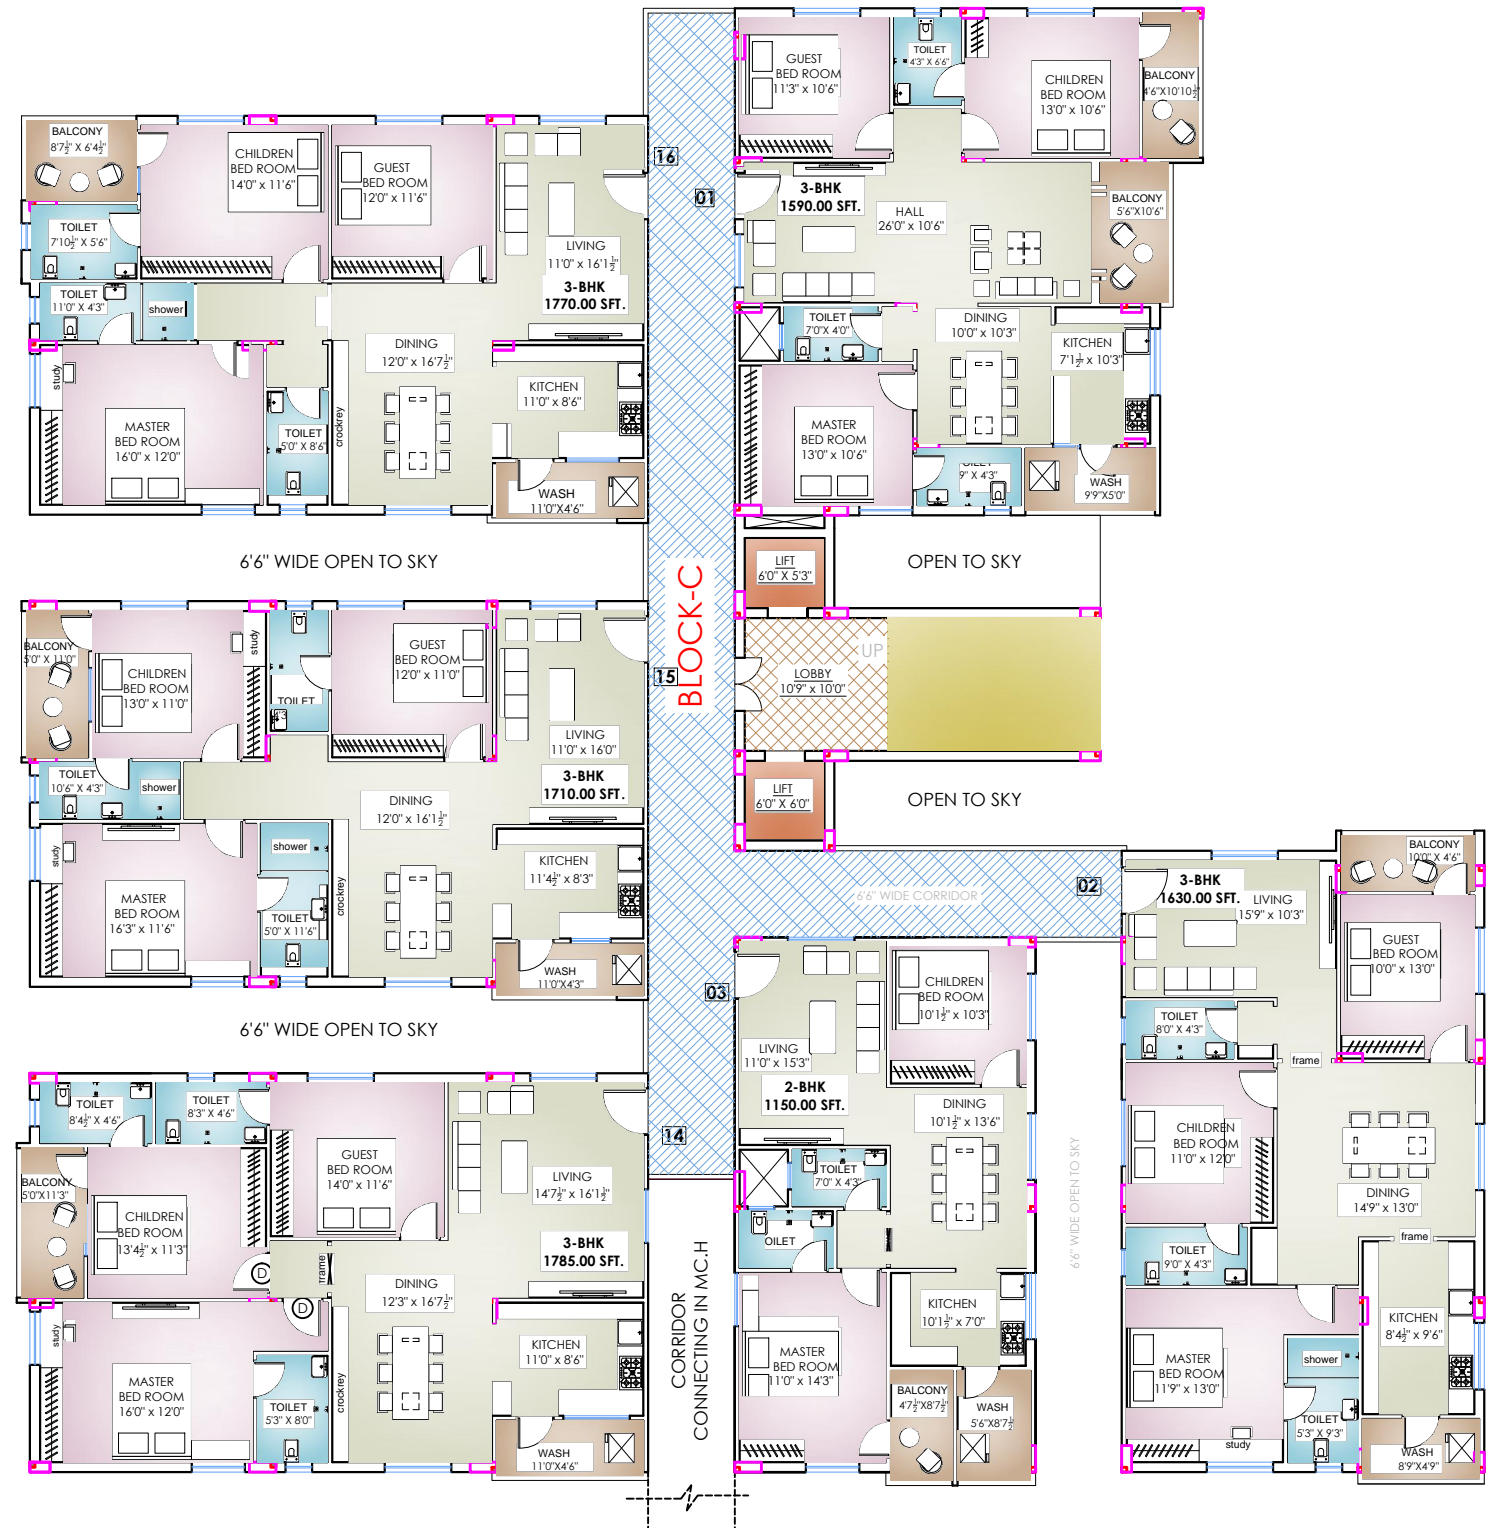 BALCONY
8'7½" X 6'4½"
CHILDREN
BED ROOM
14'0" x 11'6"
GUEST
BED ROOM
12'0" x 11'6"
TOILET
7'10½" X 5'6"
LIVING
11'0" x 16'1½"
3-BHK
1770.00 SFT.
TOILET
11'0" X 4'3"
shower
DINING
12'0" x 16'7½"
study
KITCHEN
11'0" x 8'6"
MASTER
BED ROOM
16'0" x 12'0"
TOILET
5'0" X 8'6"
crockrey
WASH
11'0"X4'6"
16
01
GUEST
BED ROOM
11'3" x 10'6"
TOILET
4'3" X 6'6"
CHILDREN
BED ROOM
13'0" x 10'6"
BALCONY
4'6"X10'10½"
3-BHK
1590.00 SFT.
HALL
26'0" x 10'6"
BALCONY
5'6"X10'6"
TOILET
7'0"X 4'0"
DINING
10'0" x 10'3"
KITCHEN
7'1½" x 10'3"
MASTER
BED ROOM
13'0" x 10'6"
9" X 4'3"
WASH
9'9"X5'0"
6'6" WIDE OPEN TO SKY
LIFT
6'0" X 5'3"
OPEN TO SKY
BLOCK-C
UP
LOBBY
10'9" x 10'0"
LIFT
6'0" X 6'0"
OPEN TO SKY
BALCONY
5'0" X 11'0"
CHILDREN
BED ROOM
13'0" x 11'0"
study
TOILET
GUEST
BED ROOM
12'0" x 11'0"
15
LIVING
11'0" x 16'0"
3-BHK
1710.00 SFT.
TOILET
10'6" X 4'3"
shower
DINING
12'0" x 16'1½"
study
shower
KITCHEN
11'4½" x 8'3"
MASTER
BED ROOM
16'3" x 11'6"
TOILET
5'0" X 11'6"
crockrey
WASH
11'0"X4'3"
6'6" WIDE OPEN TO SKY
6'6" WIDE CORRIDOR
02
3-BHK
1630.00 SFT.
LIVING
15'9" x 10'3"
BALCONY
10'0" X 4'6"
GUEST
BED ROOM
10'0" x 13'0"
TOILET
8'0" X 4'3"
frame
CHILDREN
BED ROOM
11'0" x 12'0"
DINING
14'9" x 13'0"
TOILET
9'0" X 4'3"
frame
KITCHEN
8'4½" x 9'6"
MASTER
BED ROOM
11'9" x 13'0"
shower
TOILET
5'3" X 9'3"
study
WASH
8'9"X4'9"
03
CHILDREN
BED ROOM
10'1½" x 10'3"
LIVING
11'0" x 15'3"
2-BHK
1150.00 SFT.
DINING
10'1½" x 13'6"
TOILET
7'0" X 4'3"
OILET
KITCHEN
10'1½" x 7'0"
MASTER
BED ROOM
11'0" x 14'3"
BALCONY
4'7½"X8'7½"
WASH
5'6"X8'7½"
6'6" WIDE OPEN TO SKY
14
TOILET
8'4½" X 4'6"
TOILET
8'3" X 4'6"
BALCONY
5'0"X11'3"
GUEST
BED ROOM
14'0" x 11'6"
LIVING
14'7½" x 16'1½"
CHILDREN
BED ROOM
13'4½" x 11'3"
D
frame
3-BHK
1785.00 SFT.
D
DINING
12'3" x 16'7½"
study
KITCHEN
11'0" x 8'6"
MASTER
BED ROOM
16'0" x 12'0"
TOILET
5'3" X 8'0"
crockrey
WASH
11'0"X4'6"
CORRIDOR
CONNECTING IN MC.H